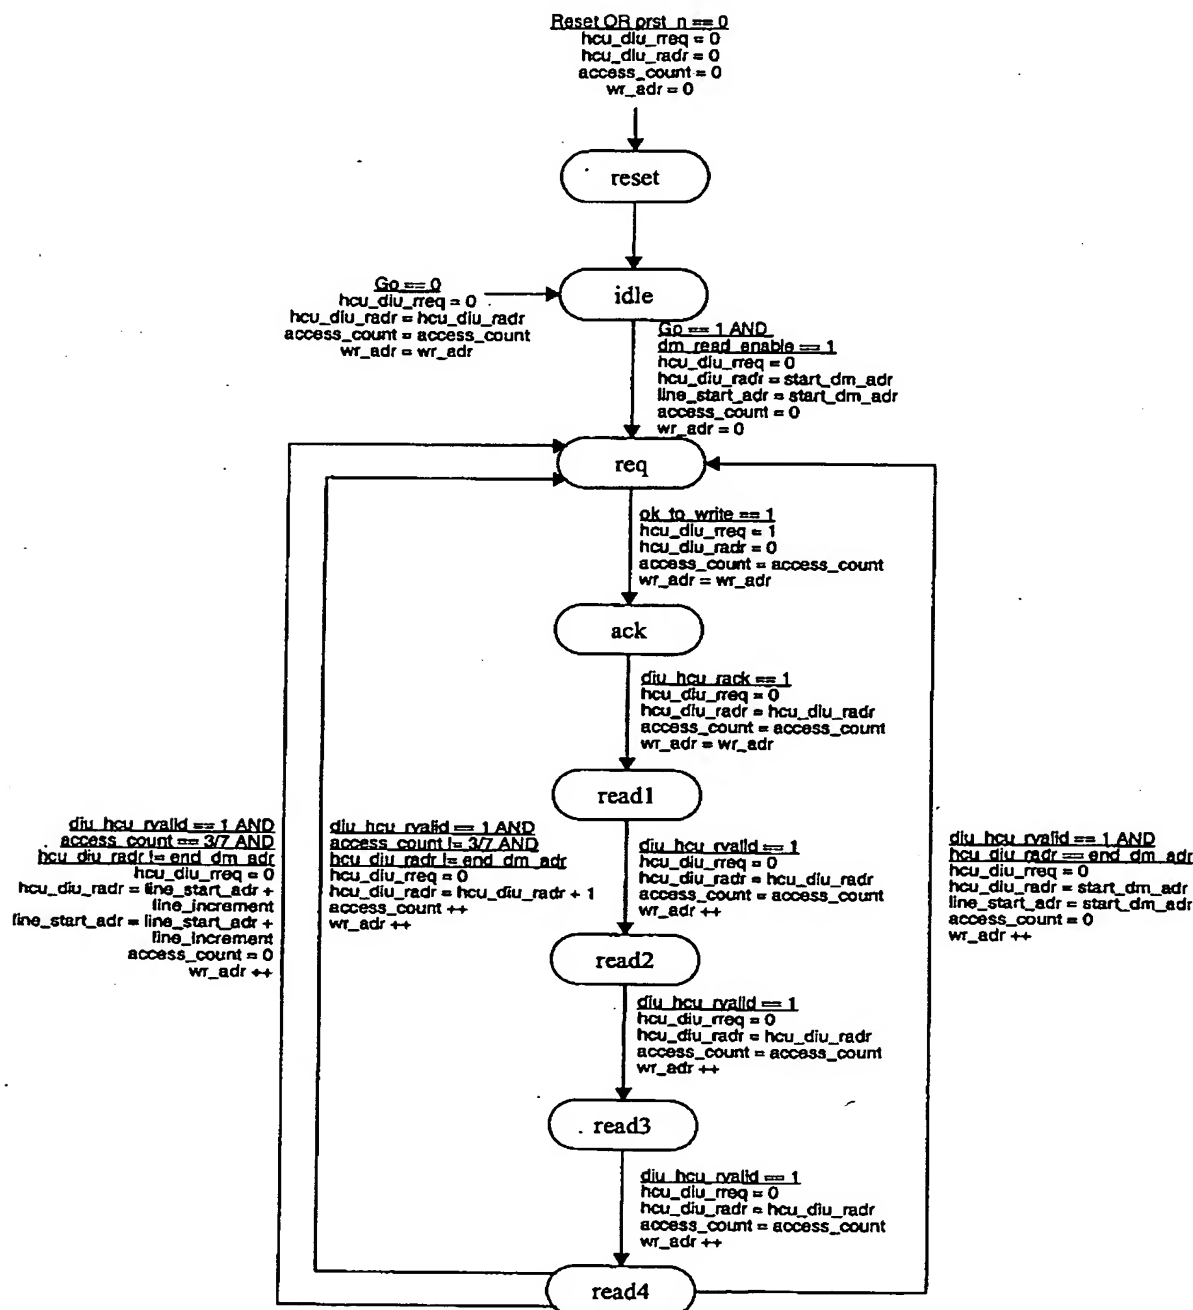 Reset OR prst_n == 0
hcu_diu_rreq = 0
hcu_diu_radr = 0
access_count = 0
wr_adr = 0
reset
idle
Go == 0
hcu_diu_rreq = 0
hcu_diu_radr = hcu_diu_radr
access_count = access_count
wr_adr = wr_adr
Go == 1 AND
dm_read_enable == 1
hcu_diu_rreq = 0
hcu_diu_radr = start_dm_adr
line_start_adr = start_dm_adr
access_count = 0
wr_adr = 0
req
ok_to_write == 1
hcu_diu_rreq = 1
hcu_diu_radr = 0
access_count = access_count
wr_adr = wr_adr
ack
diu_hcu_rack == 1
hcu_diu_rreq = 0
hcu_diu_radr = hcu_diu_radr
access_count = access_count
wr_adr = wr_adr
read1
diu_hcu_rvalid == 1 AND
access_count == 3/7 AND
hcu_diu_radr != end_dm_adr
hcu_diu_rreq = 0
hcu_diu_radr = line_start_adr +
line_increment
line_start_adr = line_start_adr +
line_increment
access_count = 0
wr_adr ++
diu_hcu_rvalid == 1 AND
access_count != 3/7 AND
hcu_diu_radr != end_dm_adr
hcu_diu_rreq = 0
hcu_diu_radr = hcu_diu_radr + 1
access_count ++
wr_adr ++
diu_hcu_rvalid == 1
hcu_diu_rreq = 0
hcu_diu_radr = hcu_diu_radr
access_count = access_count
wr_adr ++
diu_hcu_rvalid == 1 AND
hcu_diu_radr == end_dm_adr
hcu_diu_rreq = 0
hcu_diu_radr = start_dm_adr
line_start_adr = start_dm_adr
access_count = 0
wr_adr ++
read2
diu_hcu_rvalid == 1
hcu_diu_rreq = 0
hcu_diu_radr = hcu_diu_radr
access_count = access_count
wr_adr ++
read3
diu_hcu_rvalid == 1
hcu_diu_rreq = 0
hcu_diu_radr = hcu_diu_radr
access_count = access_count
wr_adr ++
read4